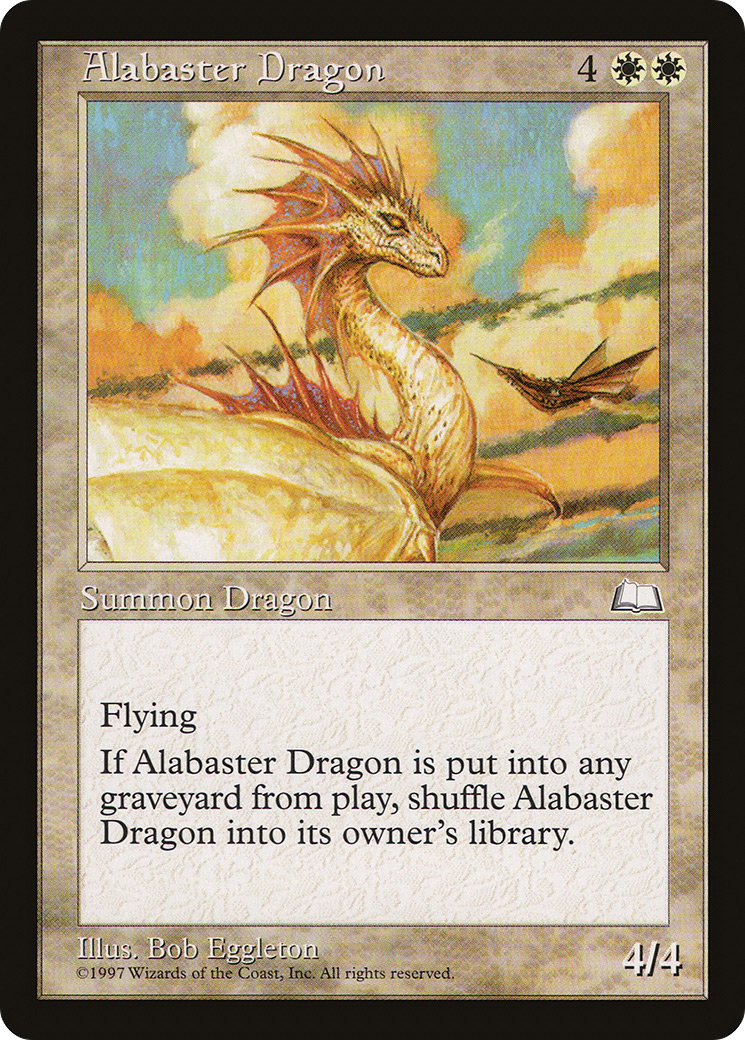 Alabaster Dragon 4
Summon Dragon
Flying
If Alabaster Dragon is put into any
graveyard from play, shuffle Alabaster
Dragon into its owner's library.
Illus. Bob Eggleton
©1997 Wizards of the Coast, Inc. All rights reserved.
4/4